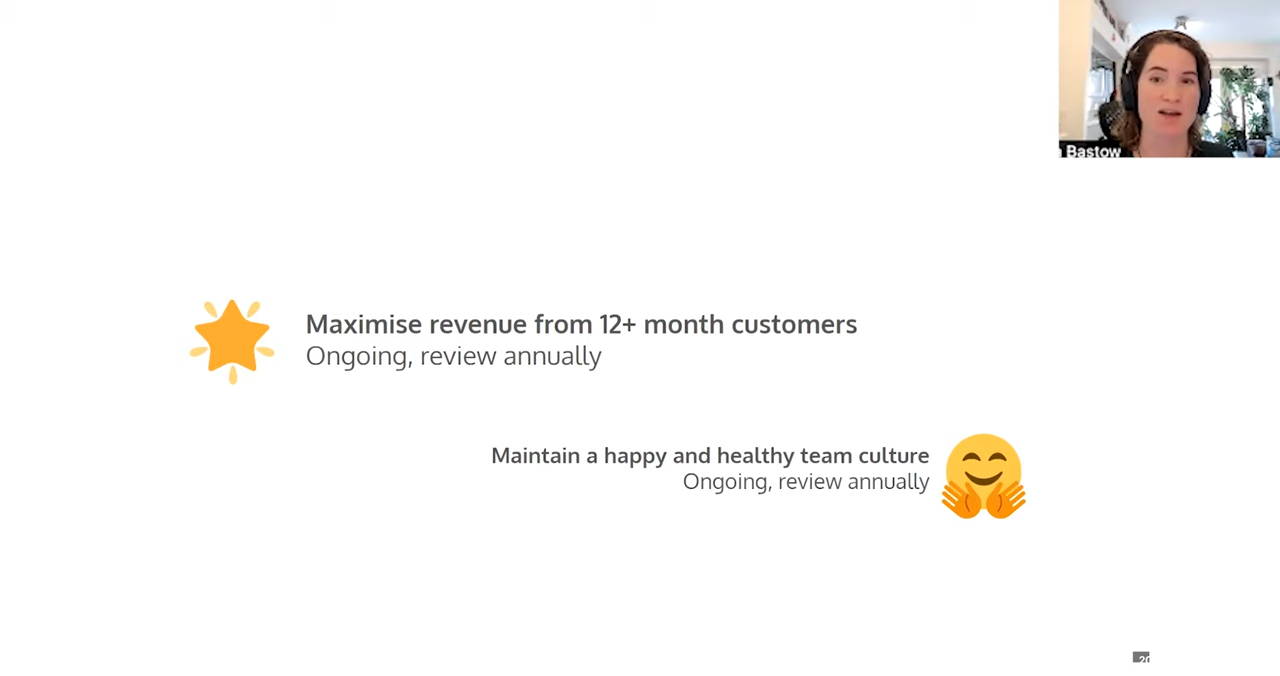 Bastow
Maximise revenue from 12+ month customers
Ongoing, review annually
Maintain a happy and healthy team culture
Ongoing, review annually